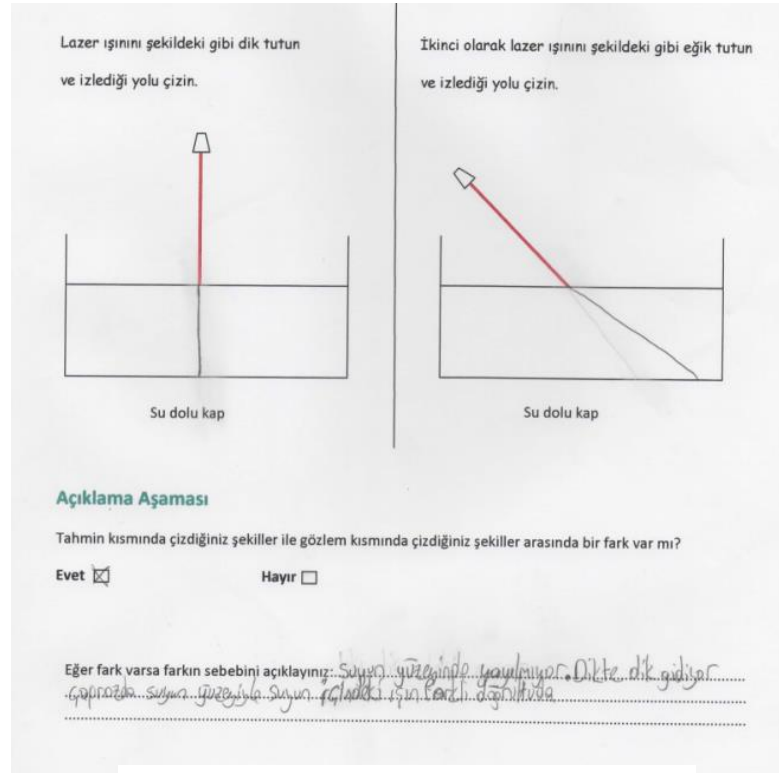 Lazer ışınını şekildeki gibi dik tutun
ve izlediği yolu çizin.
İkinci olarak lazer ışınını şekildeki gibi eğik tutun
ve izlediği yolu çizin.
Su dolu kap
Su dolu kap
Açıklama Aşaması
Tahmin kısmında çizdiğiniz şekiller ile gözlem kısmında çizdiğiniz şekiller arasında bir fark var mı?
Evet
Hayır
Eğer fark varsa farkın sebebini açıklayınız: Suyun yüzeyinde yayılmıyor. Dikte dik gidiyor
Çaprazda suyun yüzeyiyle suyun içindeki ışın farklı doğrultuda